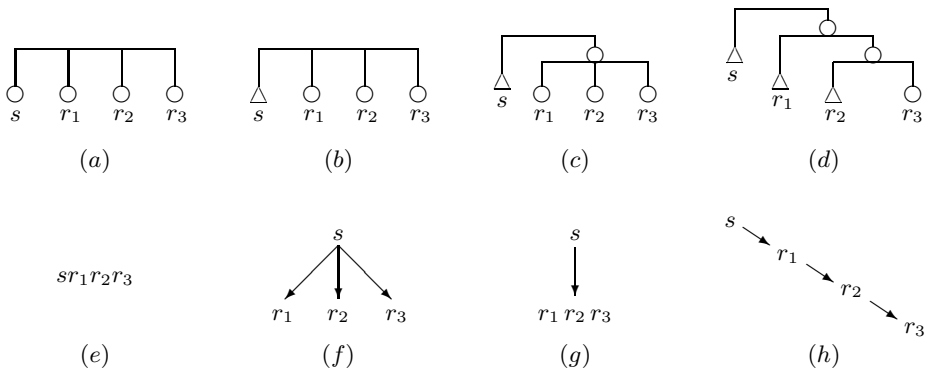 s r₁ r₂ r₃
(a)
s r₁ r₂ r₃
(b)
s r₁ r₂ r₃
(c)
s r₁ r₂ r₃
(d)
sr₁r₂r₃
(e)
s
r₁ r₂ r₃
(f)
s
r₁ r₂ r₃
(g)
s
r₁
r₂
r₃
(h)